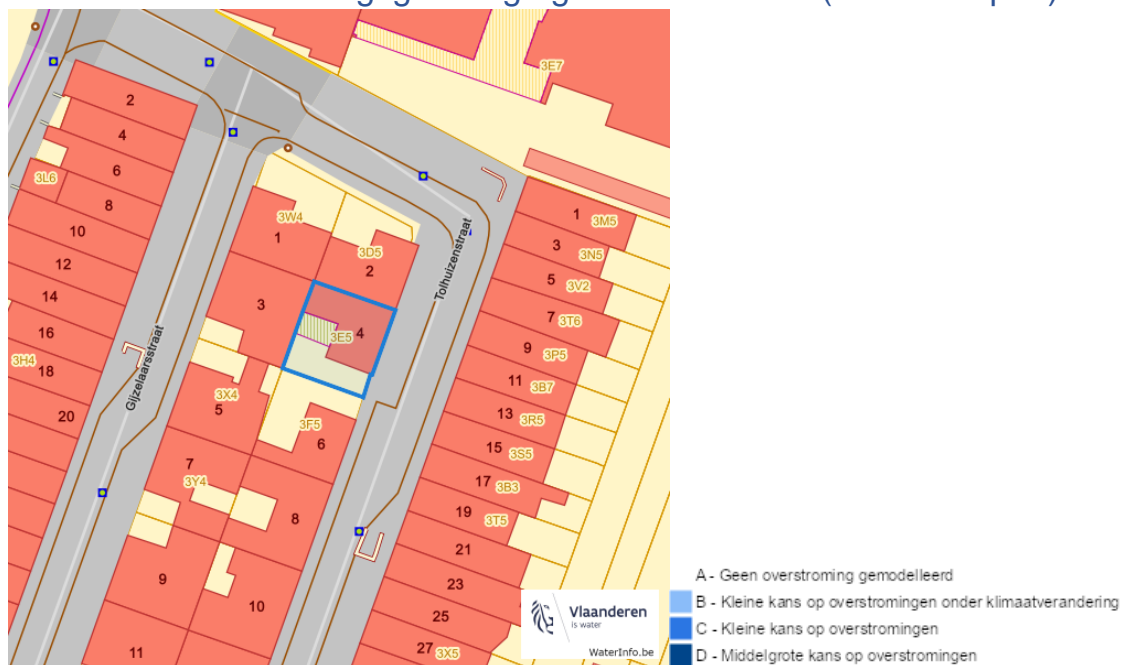 3E7
2
4
6
3L6
8
10
12
14
16
3H4
18
20
Gijzelaarsstraat
3W4
1
3D5
2
3
3E5
4
3X4
5
3F5
6
7
3Y4
8
9
10
11
Tolhuizenstraat
1 3M5
3 3N5
5 3V2
7 3T6
9 3P5
11 3B7
13 3R5
15 3S5
17 3B3
19 3T5
21
23
25
27 3X5
Vlaanderen
is water
WaterInfo.be
A - Geen overstroming gemodelleerd
B - Kleine kans op overstromingen onder klimaatverandering
C - Kleine kans op overstromingen
D - Middelgrote kans op overstromingen